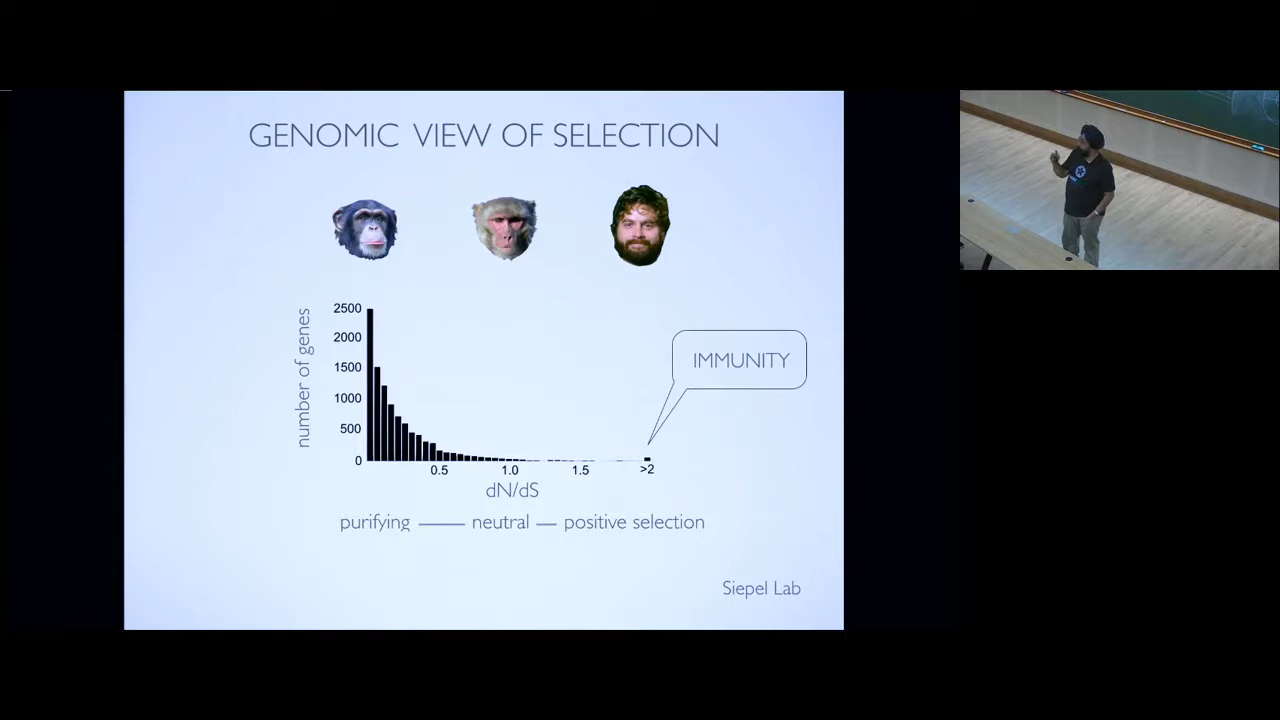 GENOMIC VIEW OF SELECTION
number of genes
2500
2000
1500
1000
500
0
0.5 1.0 1.5 >2
dN/dS
IMMUNITY
purifying neutral positive selection
Siepel Lab